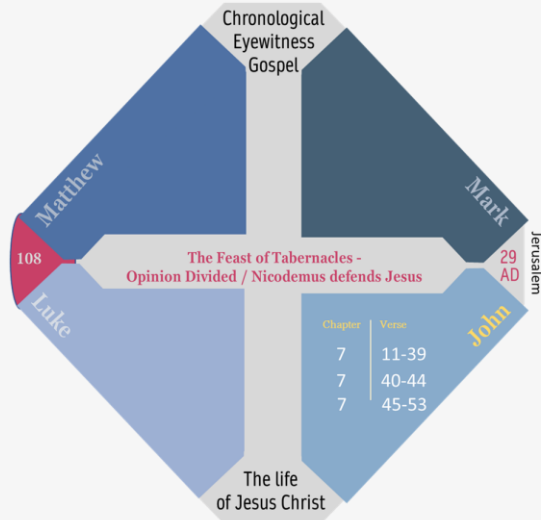 Chronological
Eyewitness
Gospel
Matthew
Mark
108
The Feast of Tabernacles -
Opinion Divided / Nicodemus defends Jesus
29
AD
Jerusalem
Luke
John
Chapter Verse
7 11-39
7 40-44
7 45-53
The life
of Jesus Christ